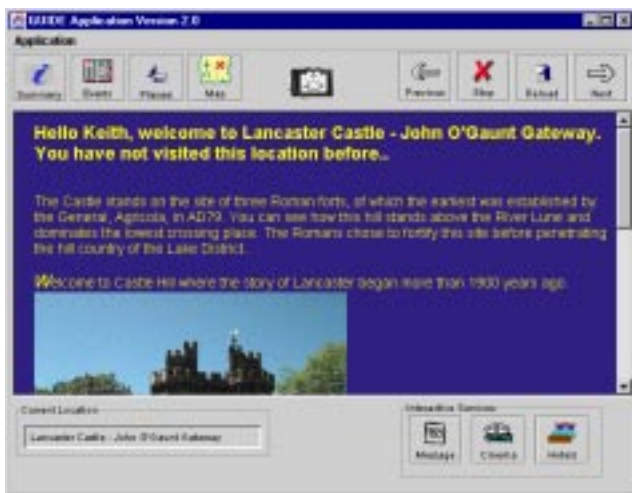 GUIDE Application Version 2.0
Application
Summary Events Places Map Previous Stop Reload Next
Hello Keith, welcome to Lancaster Castle - John O'Gaunt Gateway.
You have not visited this location before..
The Castle stands on the site of three Roman forts, of which the earliest was established by
the General, Agricola, in AD79. You can see how this hill stands above the River Lune and
dominates the lowest crossing place. The Romans chose to fortify this site before penetrating
the hill country of the Lake District.
Welcome to Castle Hill where the story of Lancaster began more than 1900 years ago.
Current Location
Lancaster Castle - John O'Gaunt Gateway
Interactive Services
Message Cinema Hotels